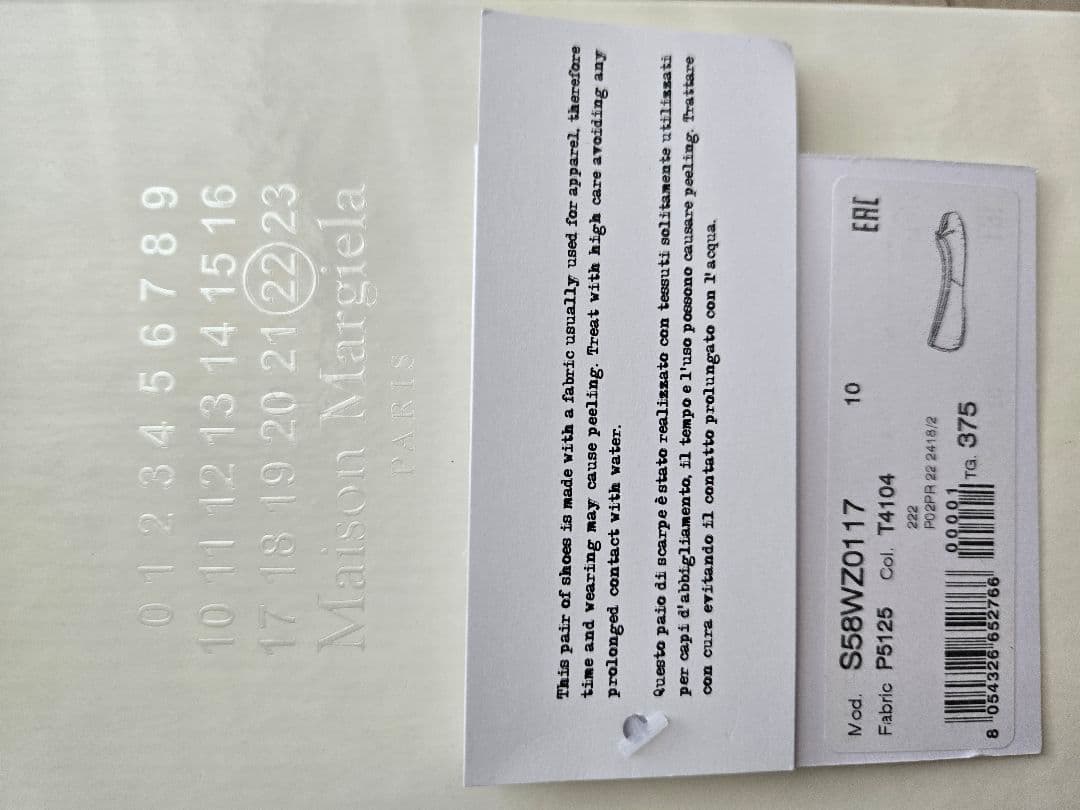 0 1 2 3 4 5 6 7 8 9
10 11 12 13 14 15 16
17 18 19 20 21 22 23
Maison Margiela
PARIS
This pair of shoes is made with a fabric usually used for apparel, therefore
time and wearing may cause peeling. Treat with high care avoiding any
prolonged contact with water.
Questo paio di scarpe è stato realizzato con tessuti solitamente utilizzati
per capi d'abbigliamento, il tempo e l'uso possono causare peeling. Trattare
con cura evitando il contatto prolungato con l'acqua.
Mod. S58WZ0117 10 EAC
Fabric P5125 Col. T4104
222
P02PR 22 2418/2
00001
TG. 375
8 054326 652766